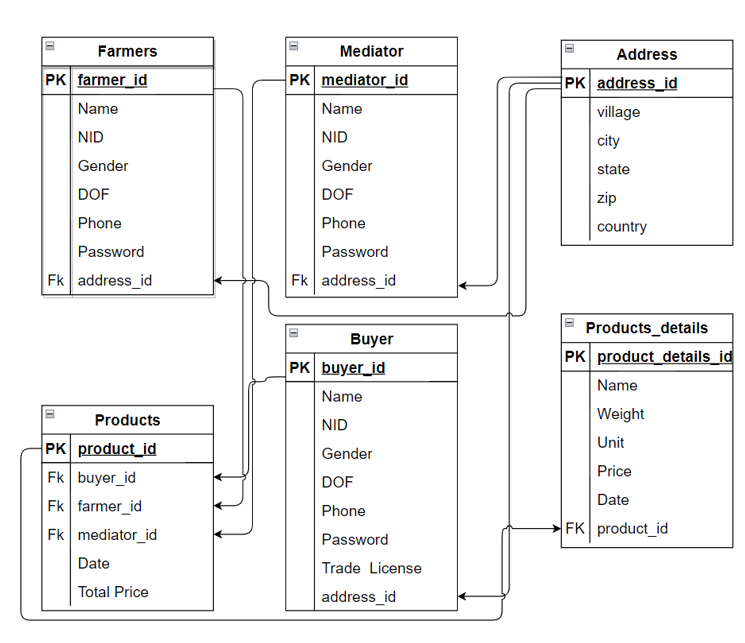 Farmers
PK farmer_id
Name
NID
Gender
DOF
Phone
Password
Fk address_id
Mediator
PK mediator_id
Name
NID
Gender
DOF
Phone
Password
Fk address_id
Address
PK address_id
village
city
state
zip
country
Buyer
PK buyer_id
Name
NID
Gender
DOF
Phone
Password
Trade License
address_id
Products_details
PK product_details_id
Name
Weight
Unit
Price
Date
FK product_id
Products
PK product_id
Fk buyer_id
Fk farmer_id
Fk mediator_id
Date
Total Price